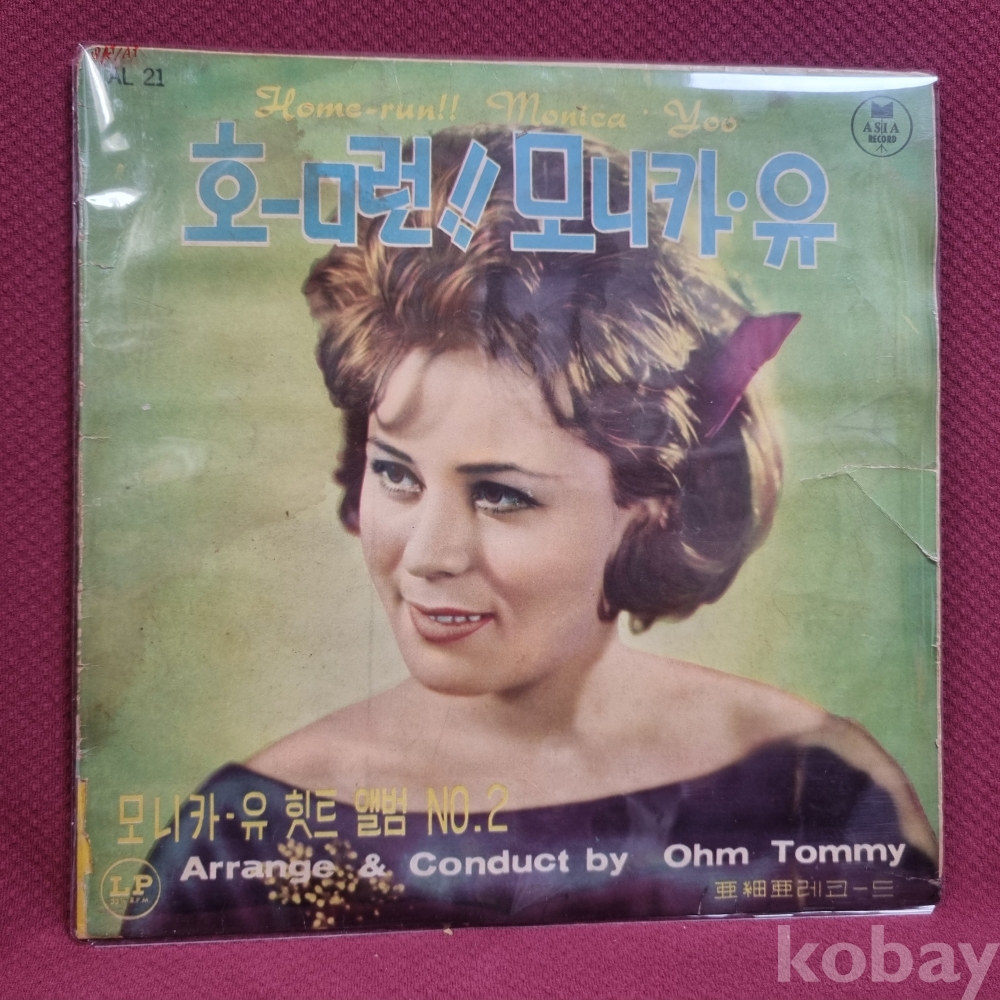 AL 21
Home-run!! Monica·Yoo
호-ㅁ런!! 모니카·유
ASIA
RECORD
모니카-유 힛트 앨범 NO.2
Arrange & Conduct by Ohm Tommy
LP
亜細亜레코-드
kobay